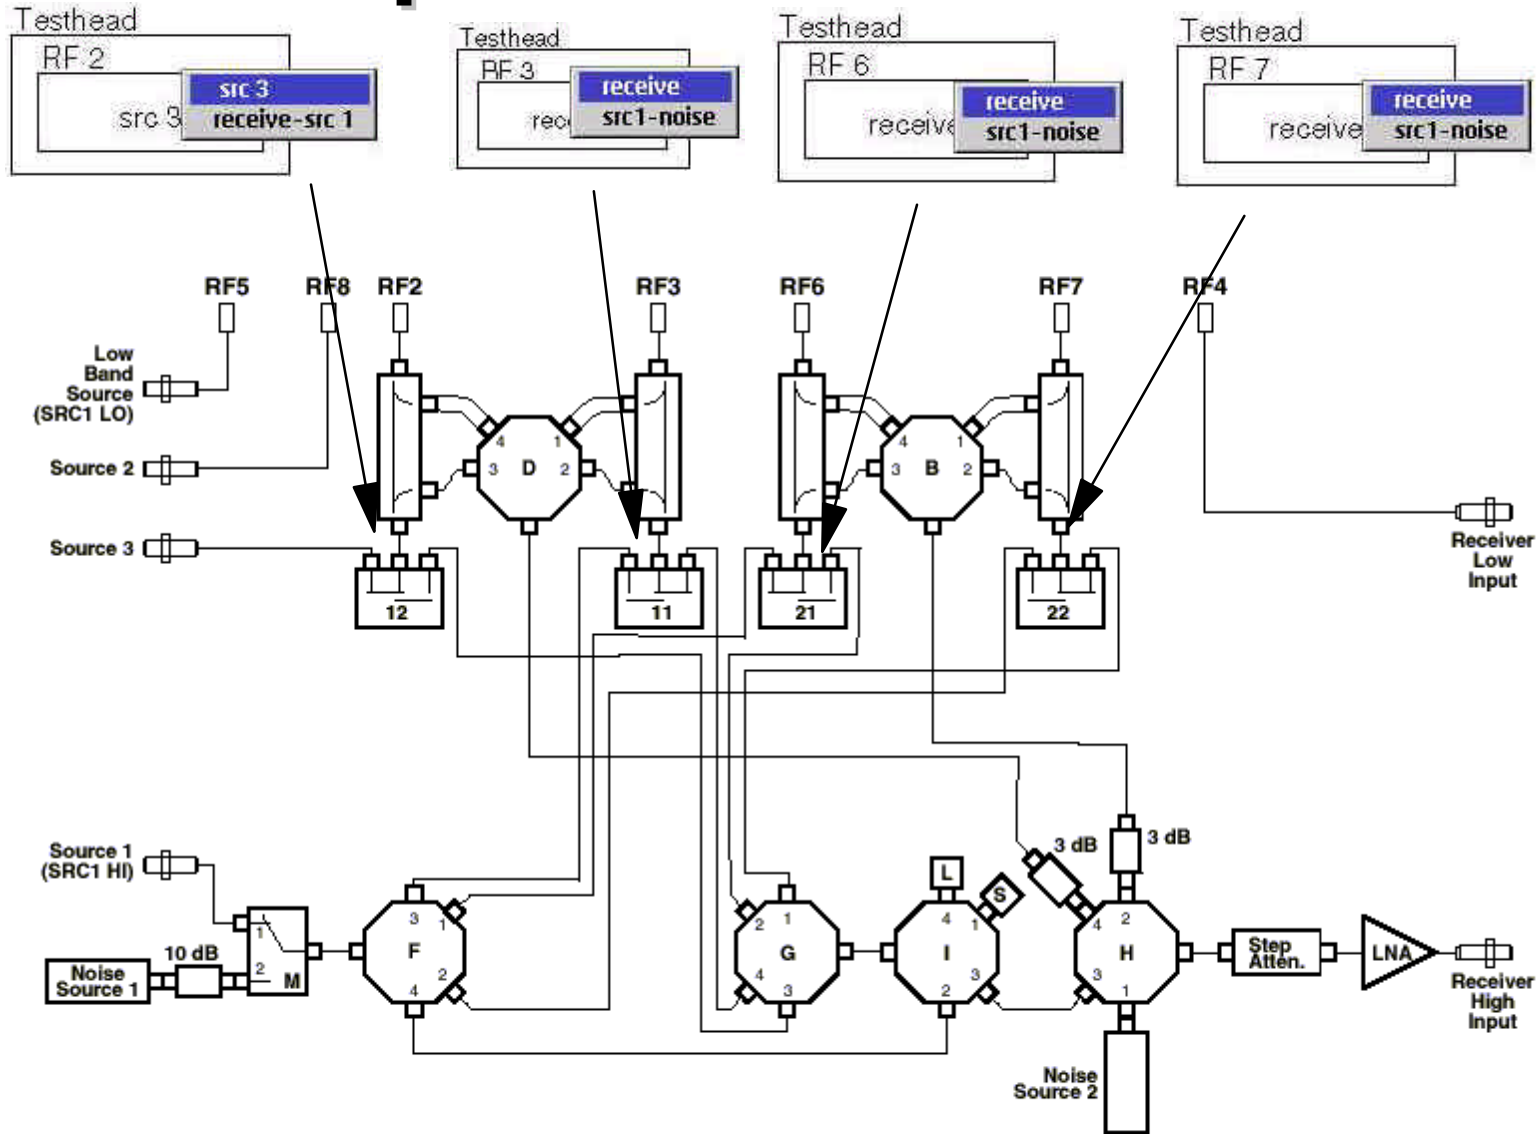 Testhead
RF 2
src 3
src 3
receive-src 1
Testhead
RF 3
rece
receive
src1-noise
Testhead
RF 6
receive
receive
src1-noise
Testhead
RF 7
receive
receive
src1-noise
RF5
RF8
RF2
RF3
RF6
RF7
RF4
Low
Band
Source
(SRC1 LO)
Source 2
Source 3
4
1
3
D
2
4
1
3
B
2
12
11
21
22
Receiver
Low
Input
Source 1
(SRC1 HI)
1
2
M
10 dB
Noise
Source 1
3
1
F
2
4
2
1
G
4
3
L
S
4
1
I
3
2
3 dB
3 dB
4
2
H
3
1
Step
Atten.
LNA
Receiver
High
Input
Noise
Source 2